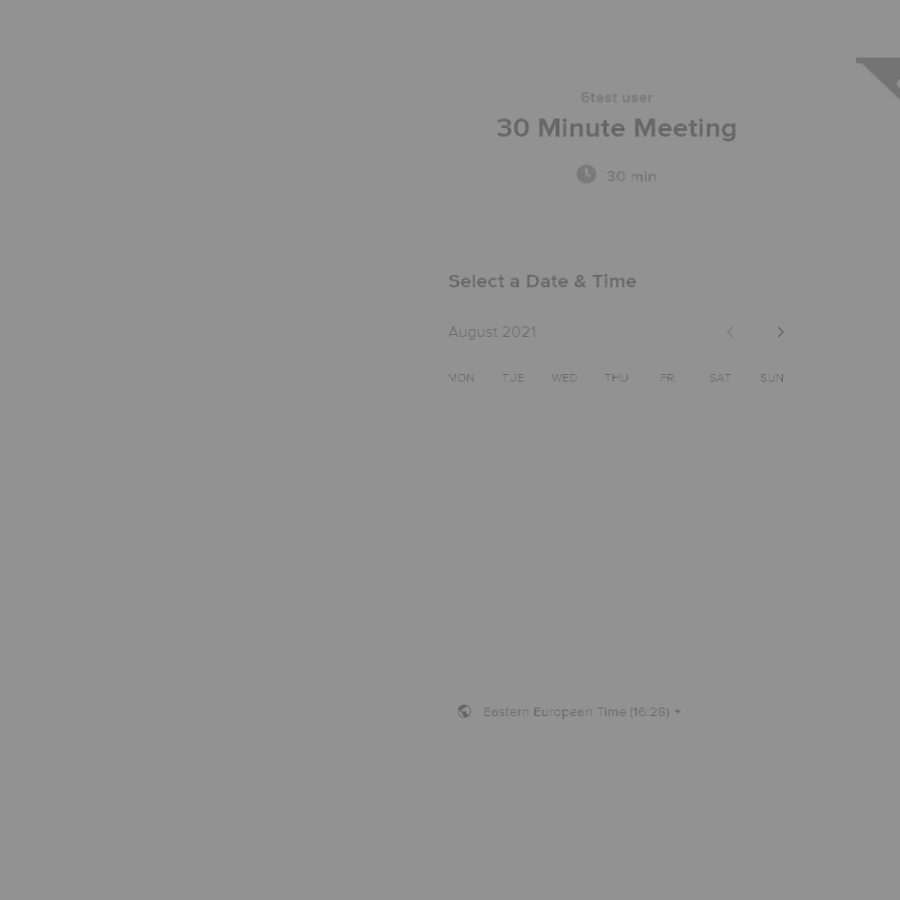 6test user
30 Minute Meeting
30 min
Select a Date & Time
August 2021
MON TUE WED THU FRI SAT SUN
Eastern European Time (16:28)